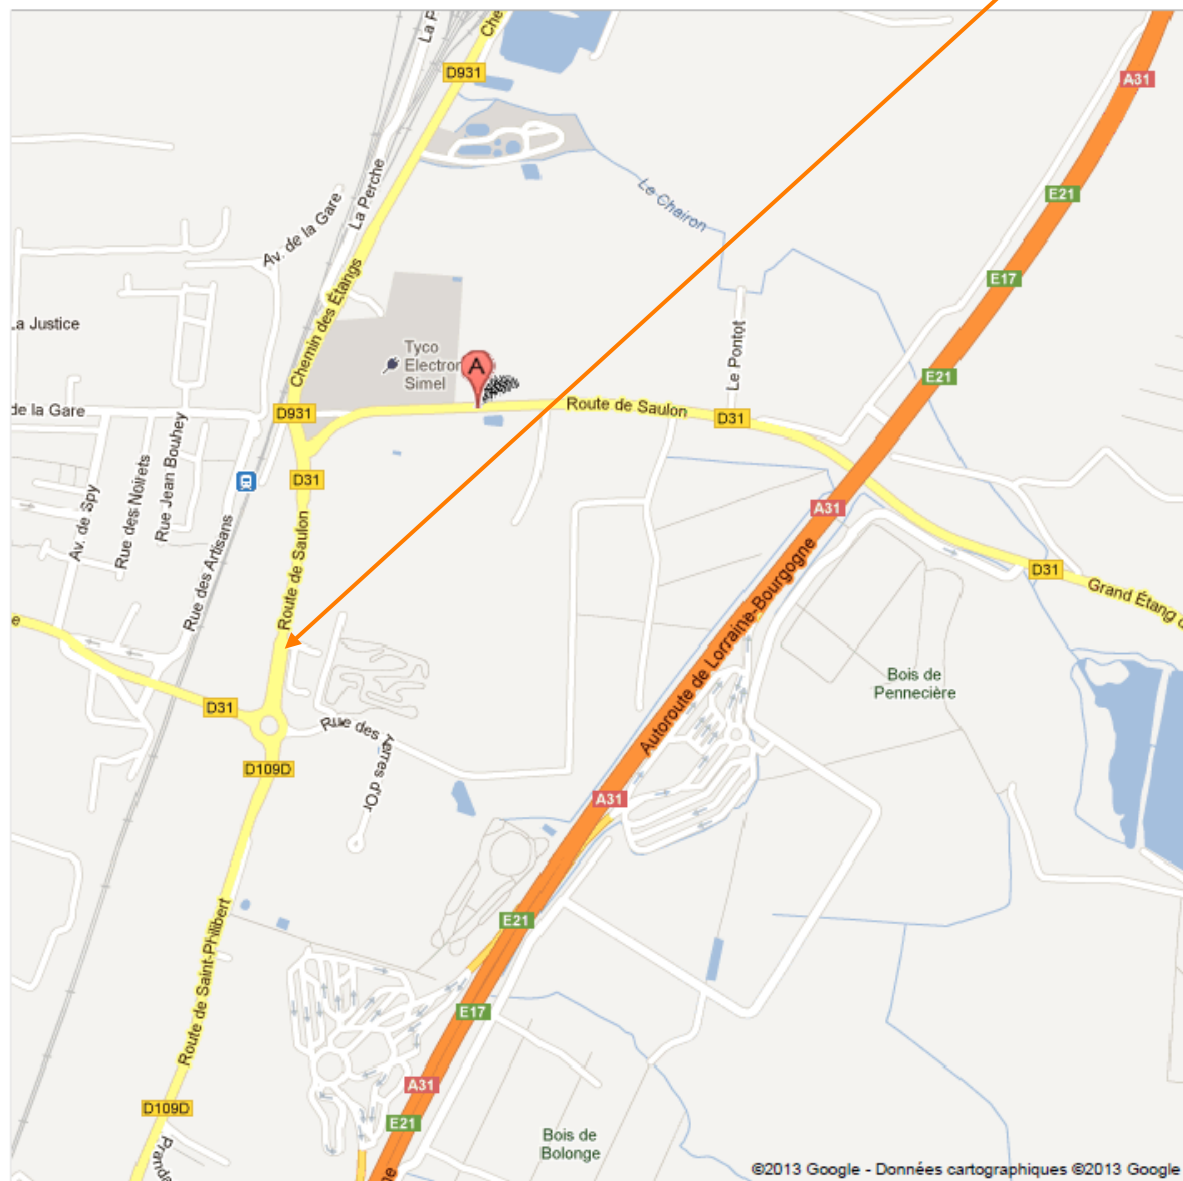 La P
Che
D931
A31
La Perche
E21
Le Chairon
Av. de la Gare
E17
Chemin des Étangs
a Justice
Tyco
Simel
A
Le Pontot
E21
de la Gare
D931
Route de Saulon
D31
Rue Jean Bouhey
Rue des Noirets
Av. de Spy
D31
A31
Rue des Artisans
Route de Saulon
Autoroute de Lorraine-Bourgogne
D31
Grand Étang d
e
Bois de
Pennecière
D31
Rue des Terres d'Or
D109D
A31
E21
Route de Saint-Philibert
E17
A31
D109D
E21
Bois de
Bolonge
ne
©2013 Google - Données cartographiques ©2013 Google